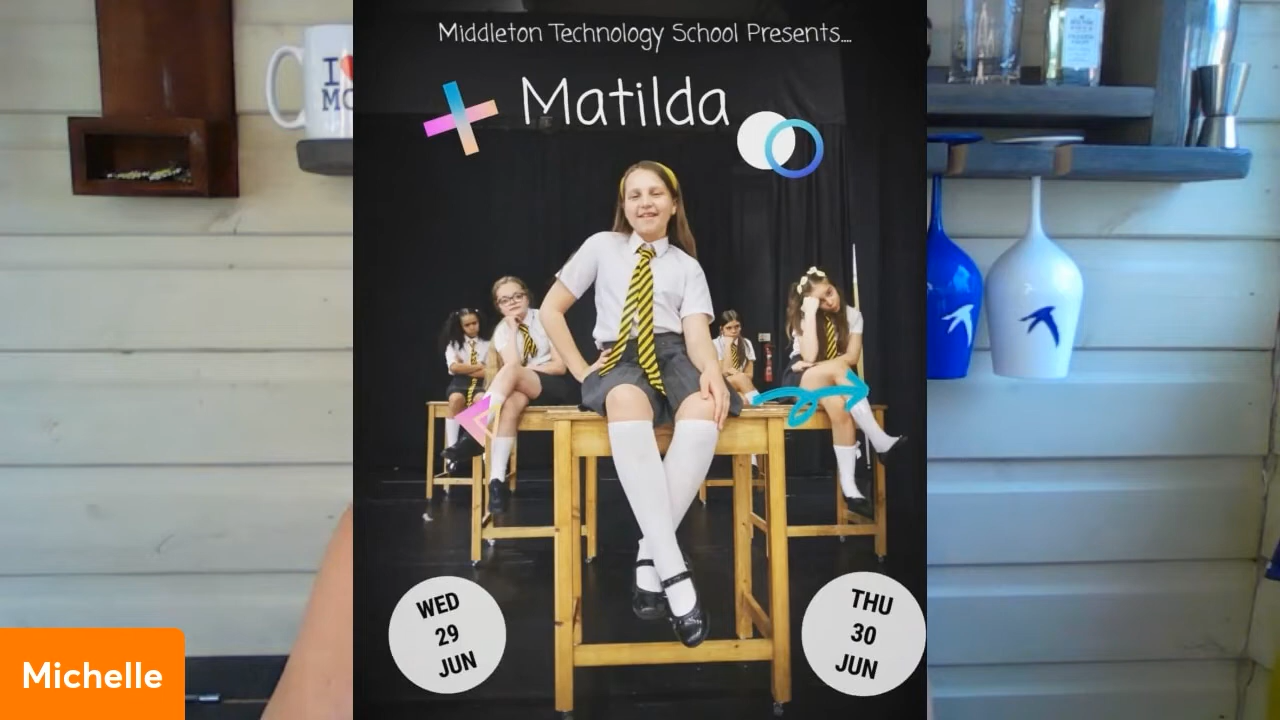 Middleton Technology School Presents....
Matilda
I
MO
WED
29
JUN
THU
30
JUN
Michelle